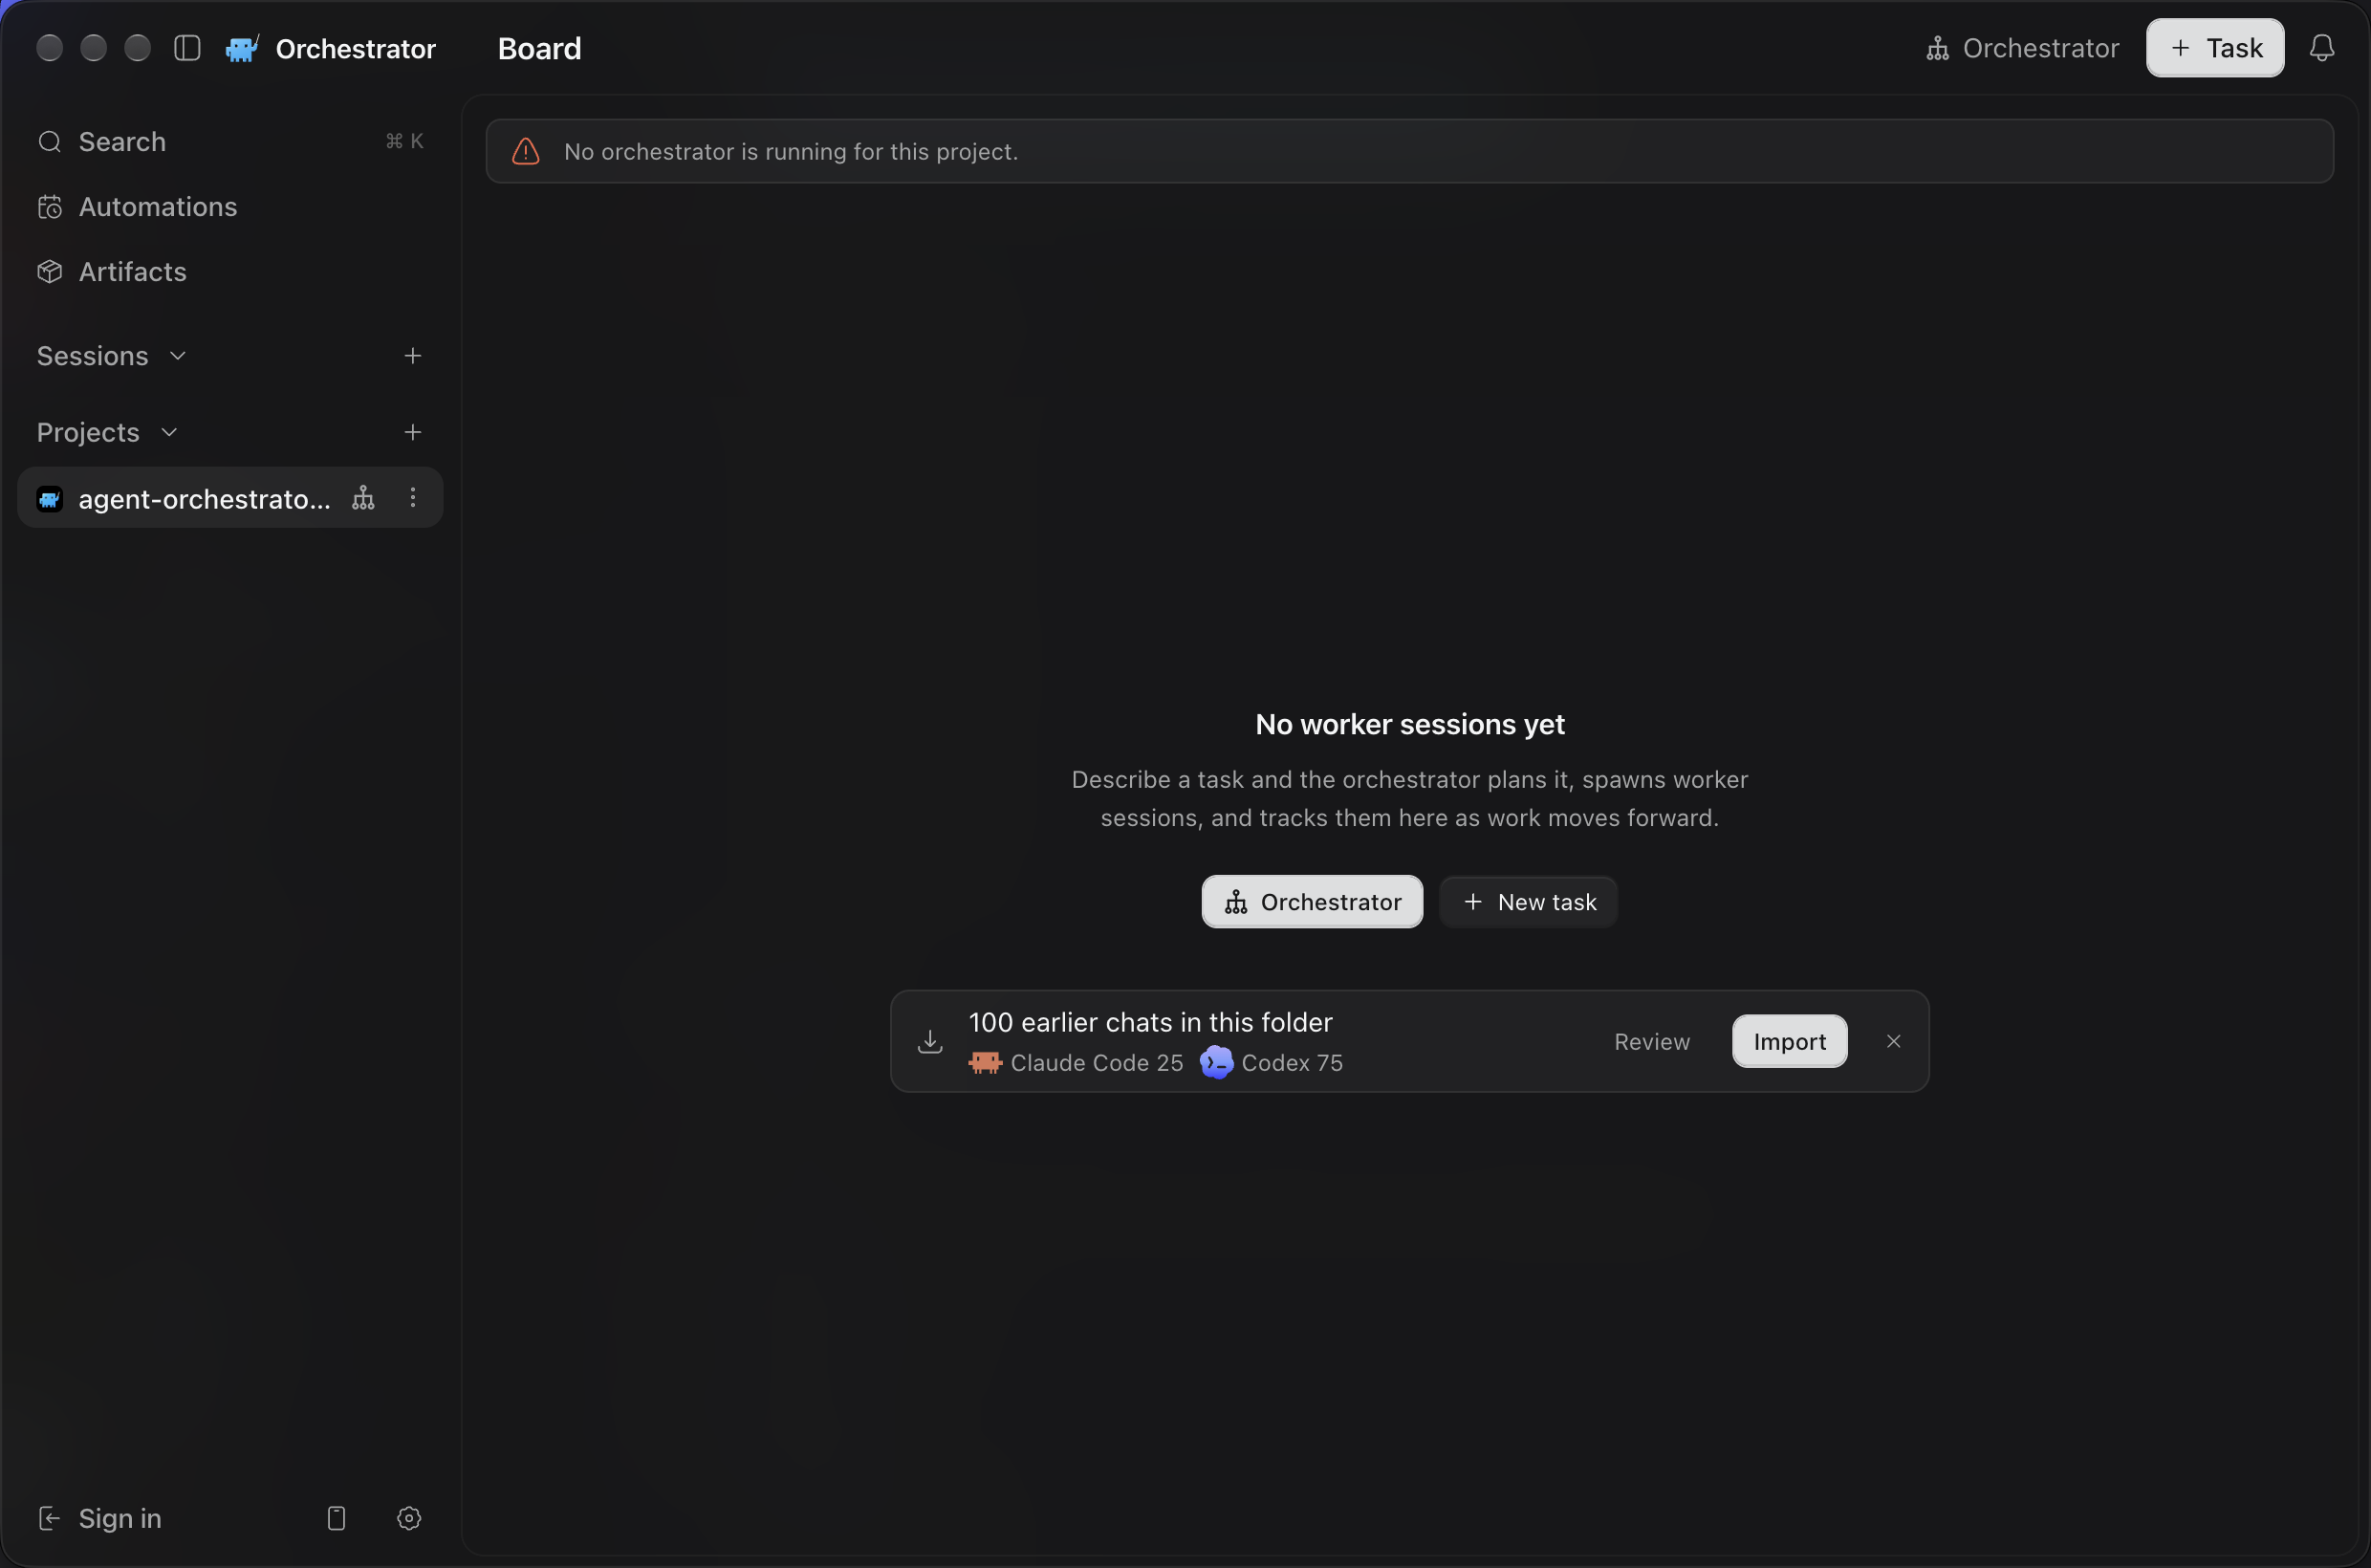 Orchestrator
Board
Orchestrator
+ Task
Search
⌘ K
Automations
Artifacts
Sessions
Projects
agent-orchestrato...
No orchestrator is running for this project.
No worker sessions yet
Describe a task and the orchestrator plans it, spawns worker
sessions, and tracks them here as work moves forward.
Orchestrator
+ New task
100 earlier chats in this folder
Claude Code 25 Codex 75
Review
Import
Sign in